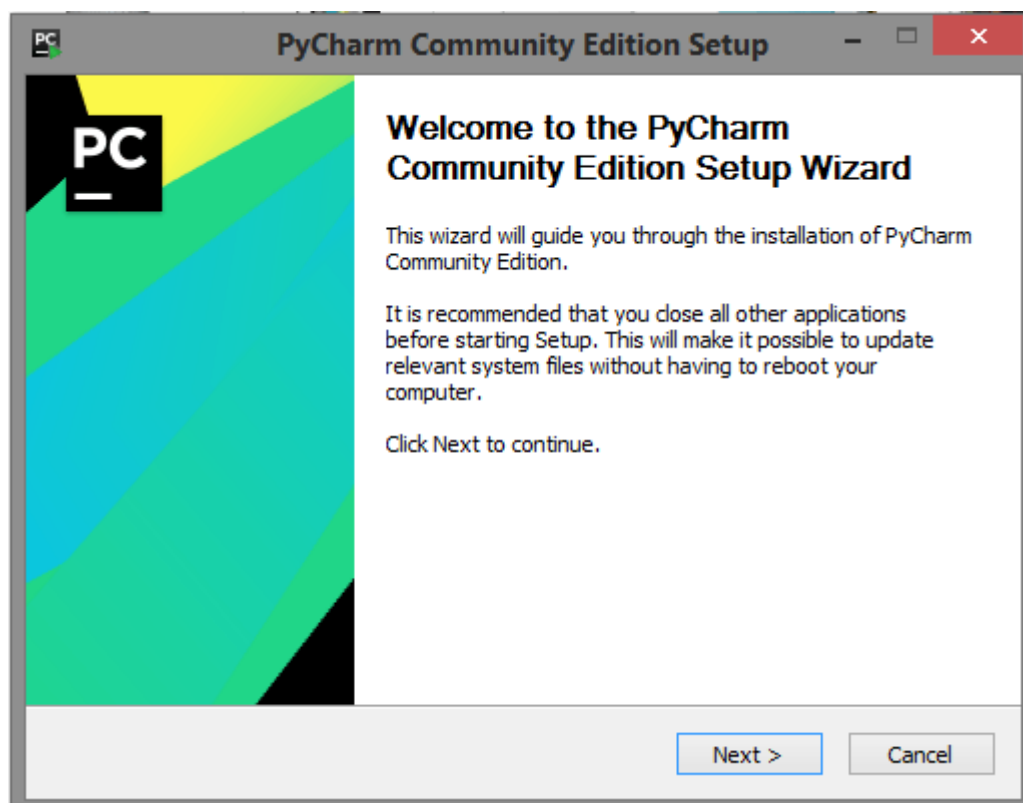 PC
PyCharm Community Edition Setup
PC
Welcome to the PyCharm
Community Edition Setup Wizard
This wizard will guide you through the installation of PyCharm
Community Edition.
It is recommended that you close all other applications
before starting Setup. This will make it possible to update
relevant system files without having to reboot your
computer.
Click Next to continue.
Next >
Cancel